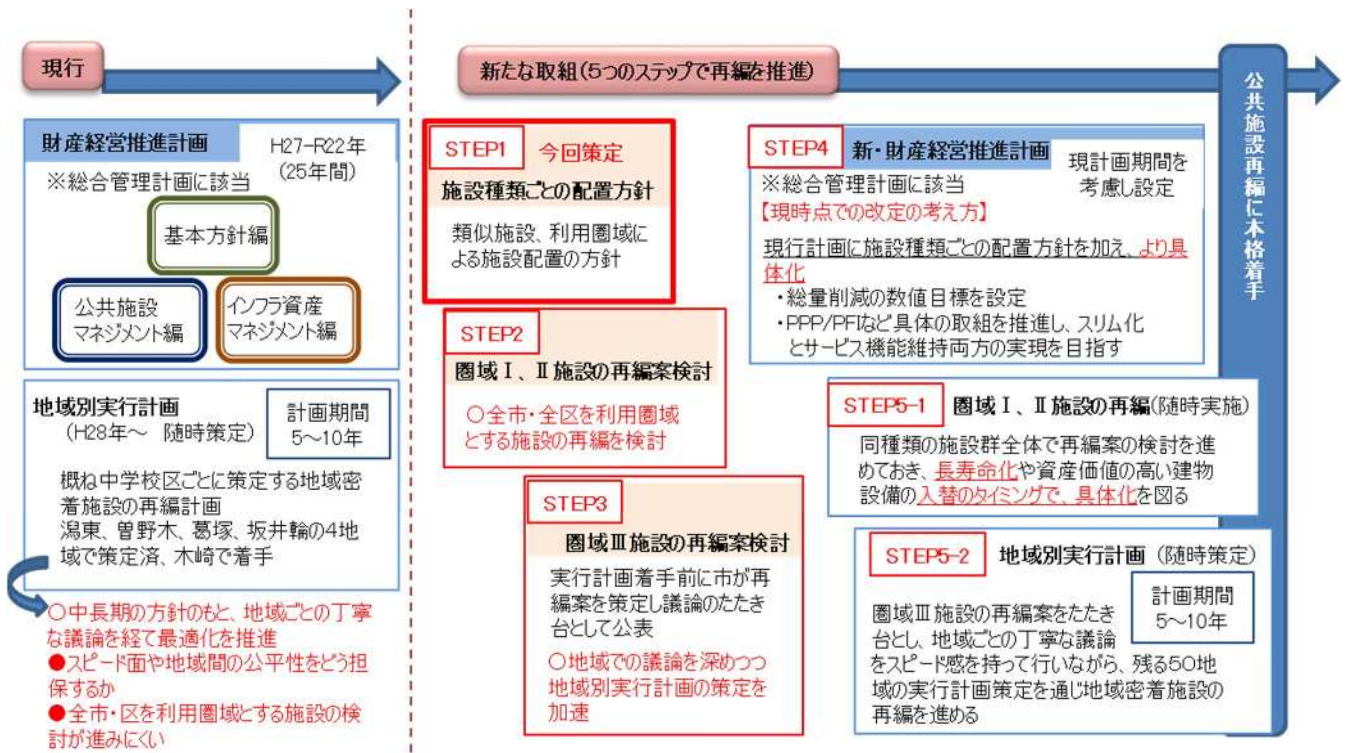 現行
財産経営推進計画
H27-R22年
(25年間)
※総合管理計画に該当
基本方針編
公共施設
マネジメント編
インフラ資産
マネジメント編
地域別実行計画
(H28年～ 随時策定)
計画期間
5～10年
概ね中学校区ごとに策定する地域密
着施設の再編計画
潟東、曽野木、葛塚、坂井輪の4地
域で策定済、木崎で着手
○中長期の方針のもと、地域ごとの丁寧
な議論を経て最適化を推進
●スピード面や地域間の公平性をどう担
保するか
●全市・区を利用圏域とする施設の検
討が進みにくい
新たな取組(5つのステップで再編を推進)
STEP1 今回策定
施設種類ごとの配置方針
類似施設、利用圏域に
よる施設配置の方針
STEP2
圏域Ⅰ、Ⅱ施設の再編案検討
○全市・全区を利用圏域
とする施設の再編を検討
STEP3
圏域Ⅲ施設の再編案検討
実行計画着手前に市が再
編案を策定し議論のたたき
台として公表
○地域での議論を深めつつ
地域別実行計画の策定を
加速
STEP4 新・財産経営推進計画
現計画期間を
考慮し設定
※総合管理計画に該当
【現時点での改定の考え方】
現行計画に施設種類ごとの配置方針を加え、より具
体化
・総量削減の数値目標を設定
・PPP/PFIなど具体の取組を推進し、スリム化
とサービス機能維持両方の実現を目指す
STEP5-1 圏域Ⅰ、Ⅱ施設の再編(随時実施)
同種類の施設群全体で再編案の検討を進
めておき、長寿命化や資産価値の高い建物
設備の入替のタイミングで、具体化を図る
STEP5-2 地域別実行計画 (随時策定)
計画期間
5～10年
圏域Ⅲ施設の再編案をたたき
台とし、地域ごとの丁寧な議論
をスピード感を持って行いながら、残る50地
域の実行計画策定を通じ地域密着施設の
再編を進める
公共施設再編に本格着手